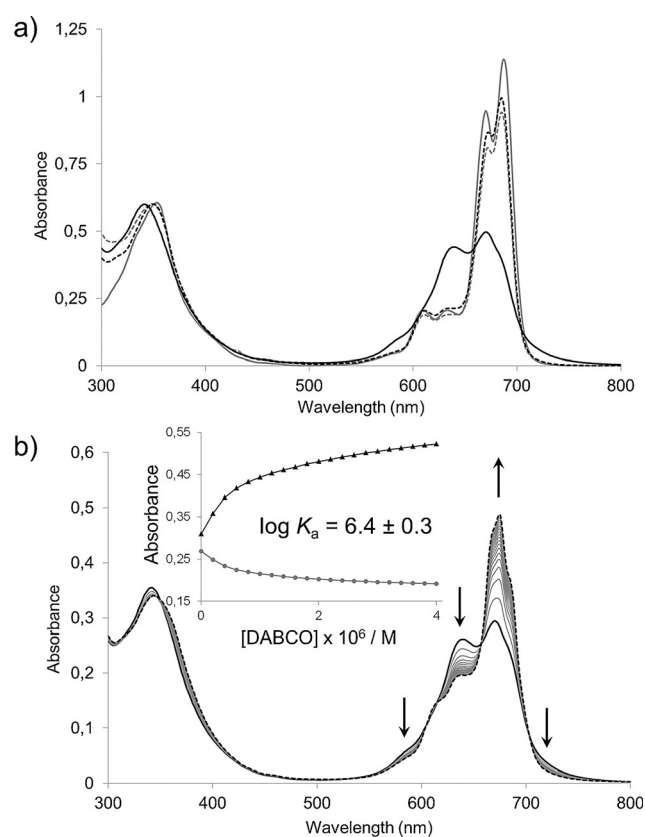 a)
1,25
1
0,75
0,5
0,25
0
Absorbance
300 400 500 600 700 800
Wavelength (nm)
b)
0,6
0,5
0,4
0,3
0,2
0,1
0
Absorbance
0,55
0,45
0,35
0,25
0,15
Absorbance
log Kₐ = 6.4 ± 0.3
0 2 4
[DABCO] x 10⁶ / M
300 400 500 600 700 800
Wavelength (nm)